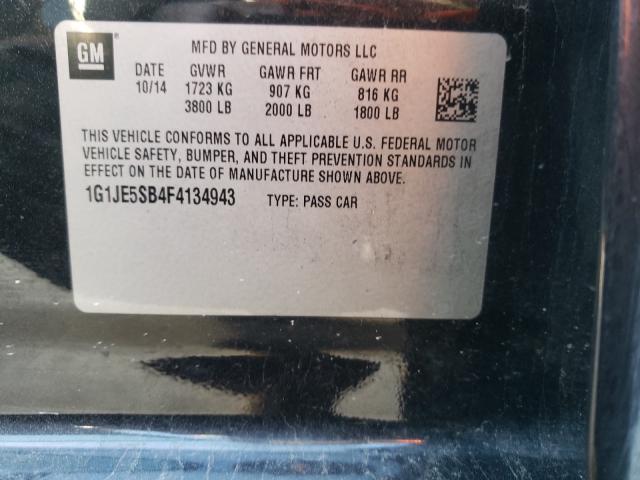 GM
MFD BY GENERAL MOTORS LLC
DATE GVWR GAWR FRT GAWR RR
10/14 1723 KG 907 KG 816 KG
3800 LB 2000 LB 1800 LB
THIS VEHICLE CONFORMS TO ALL APPLICABLE U.S. FEDERAL MOTOR
VEHICLE SAFETY, BUMPER, AND THEFT PREVENTION STANDARDS IN
EFFECT ON THE DATE OF MANUFACTURE SHOWN ABOVE.
1G1JE5SB4F4134943 TYPE: PASS CAR